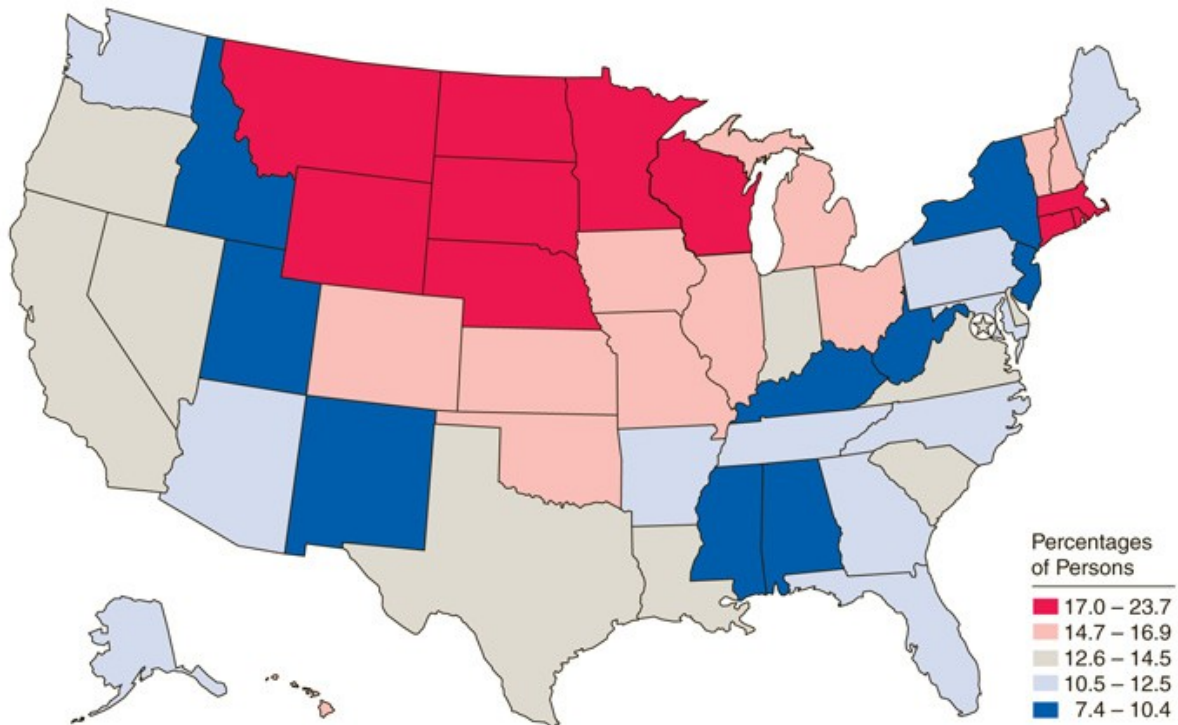 Percentages
of Persons
17.0 – 23.7
14.7 – 16.9
12.6 – 14.5
10.5 – 12.5
7.4 – 10.4